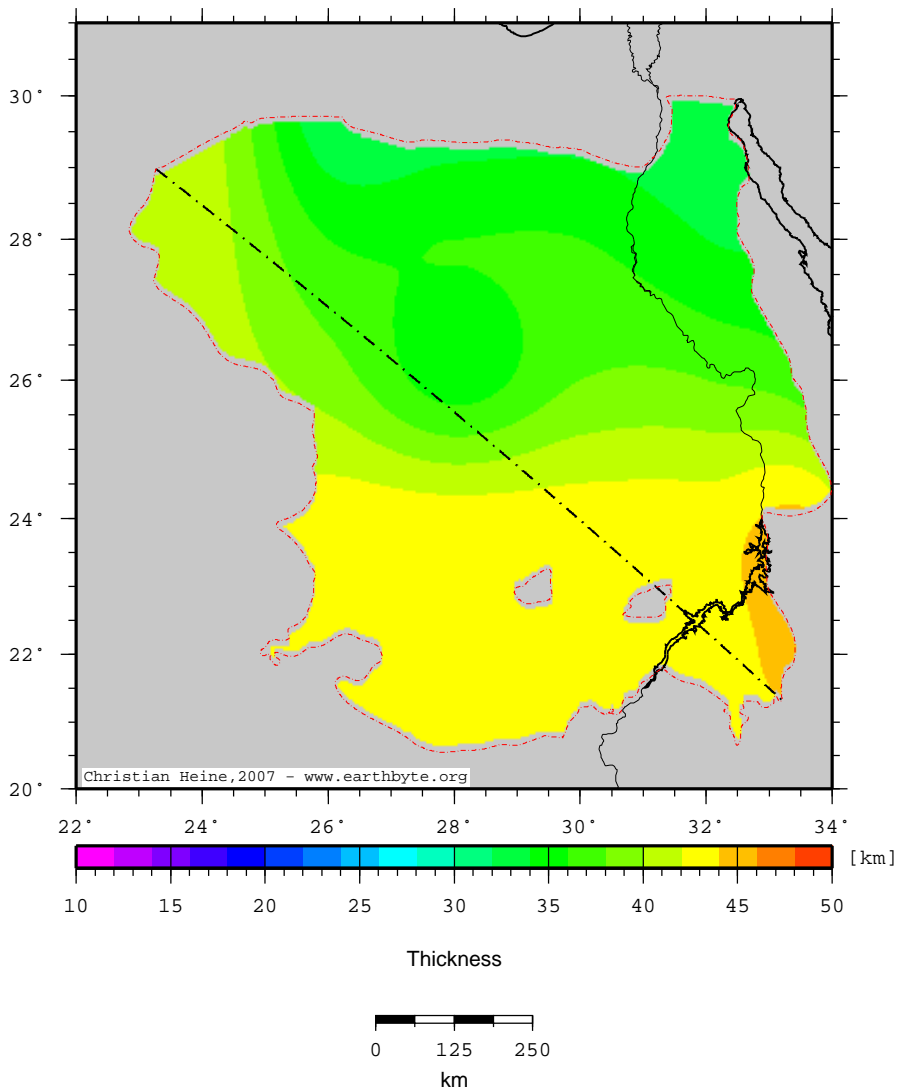 30°
28°
26°
24°
22°
20°
Christian Heine,2007 - www.earthbyte.org
22° 24° 26° 28° 30° 32° 34°
[km]
10 15 20 25 30 35 40 45 50
Thickness
0 125 250
km